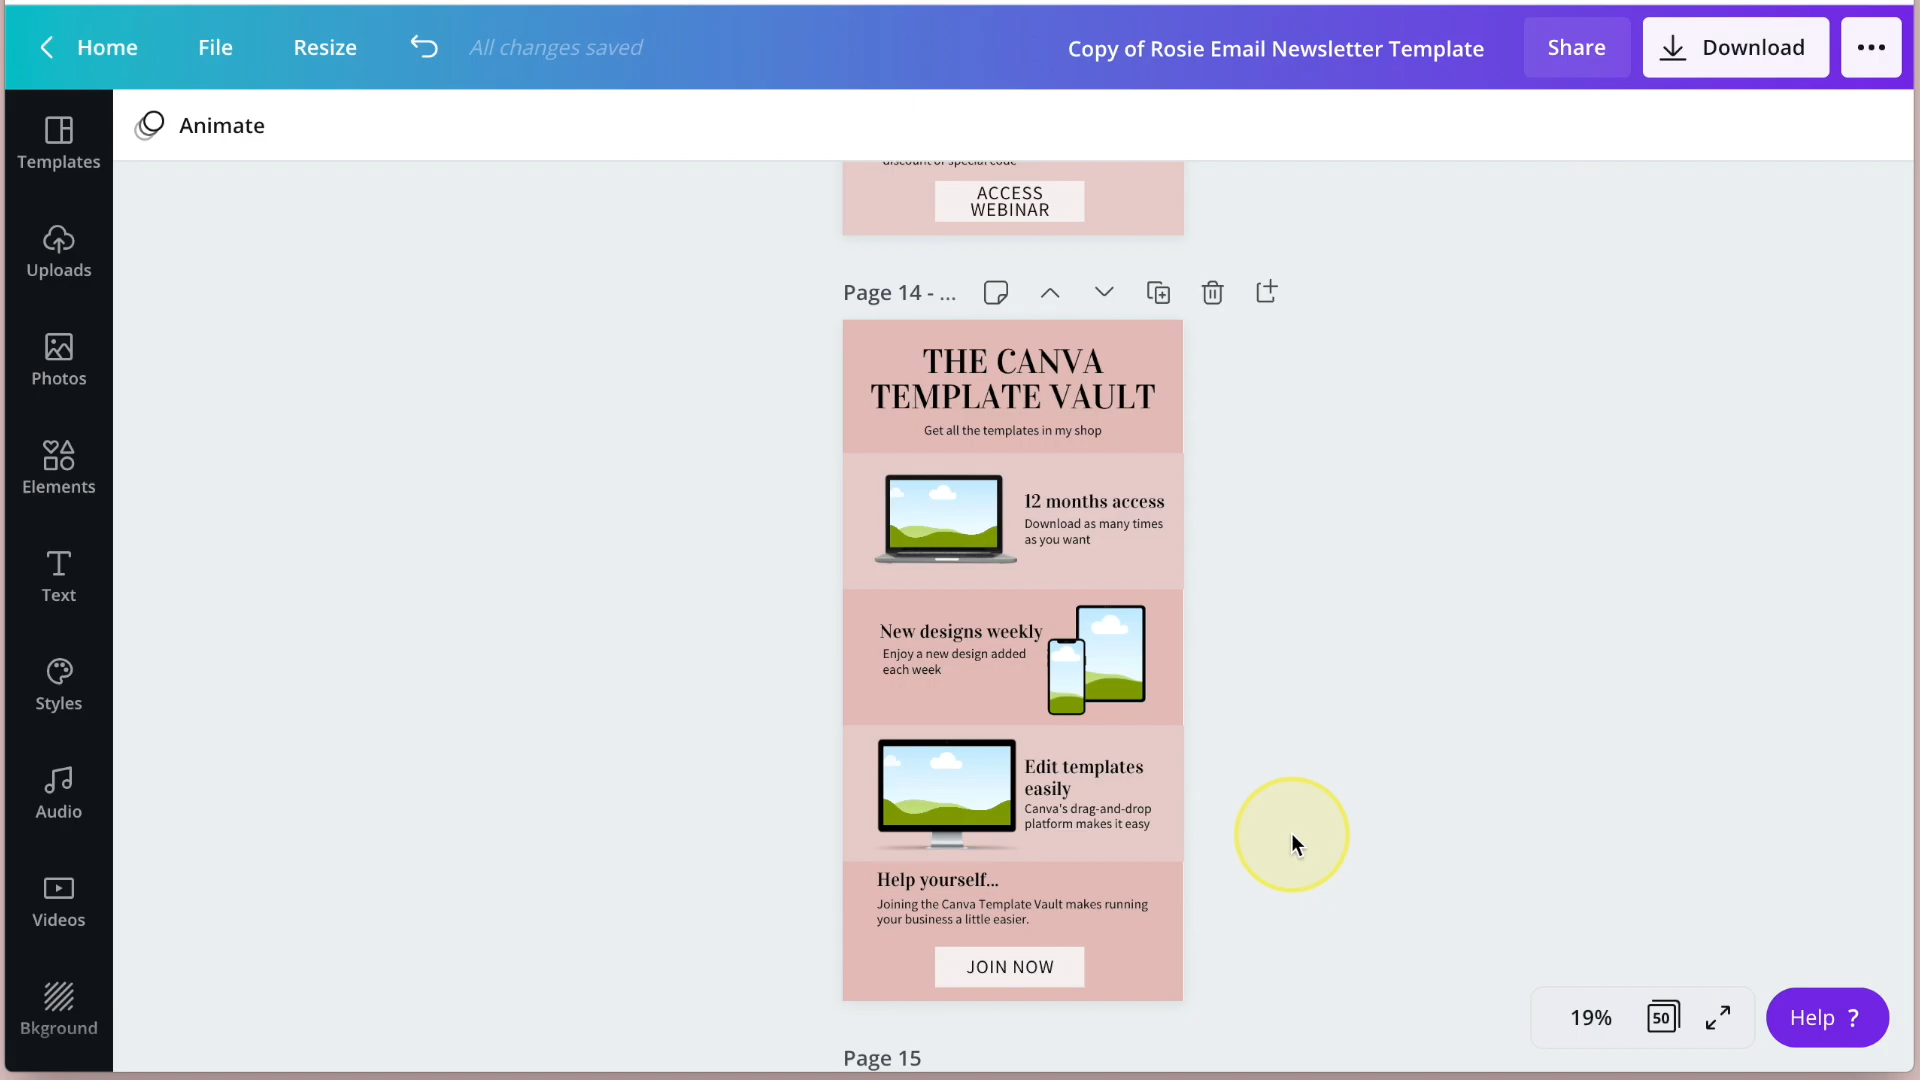 Home
File
Resize
All changes saved
Copy of Rosie Email Newsletter Template
Share
Download
Animate
Templates
Uploads
Photos
Elements
Text
Styles
Audio
Videos
Bkground
discount or special code
ACCESS
WEBINAR
Page 14 - ...
THE CANVA
TEMPLATE VAULT
Get all the templates in my shop
12 months access
Download as many times
as you want
New designs weekly
Enjoy a new design added
each week
Edit templates
easily
Canva's drag-and-drop
platform makes it easy
Help yourself...
Joining the Canva Template Vault makes running
your business a little easier.
JOIN NOW
Page 15
19%
50
Help ?